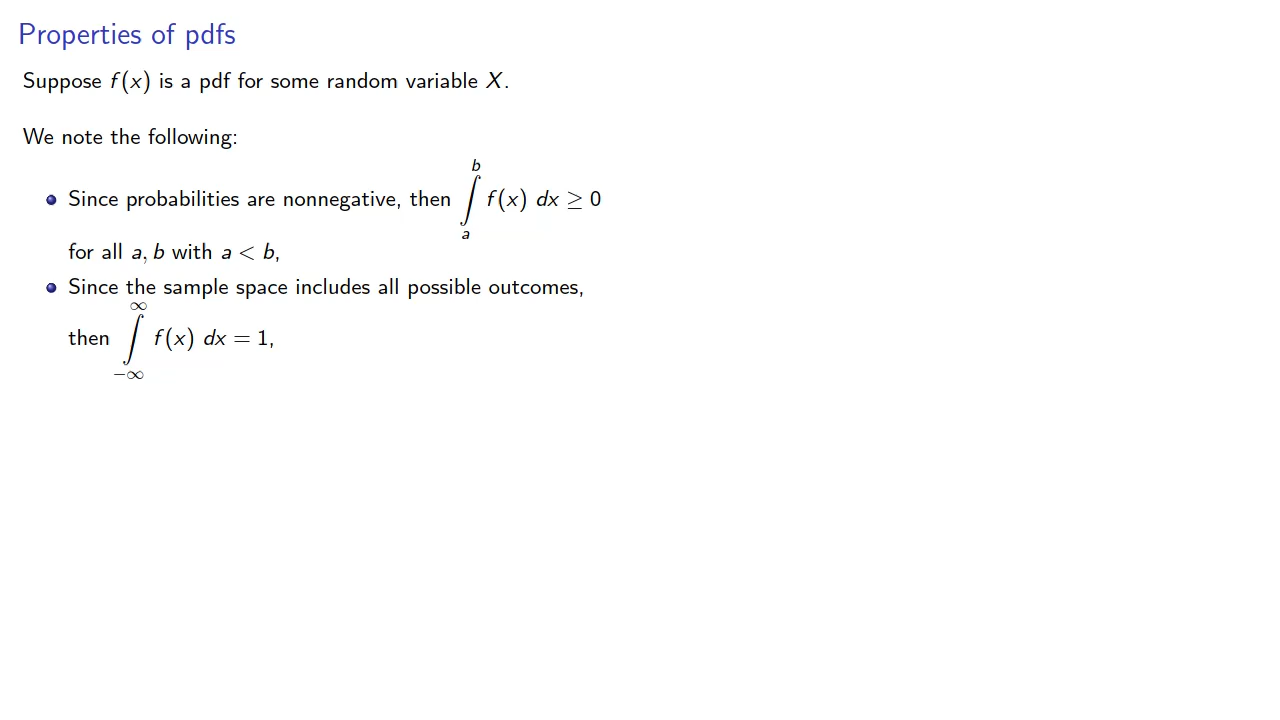 Properties of pdfs
Suppose f(x) is a pdf for some random variable X.
We note the following:
Since probabilities are nonnegative, then ∫_a^b f(x) dx ≥ 0
for all a, b with a < b,
Since the sample space includes all possible outcomes,
then ∫_{−∞}^{∞} f(x) dx = 1,